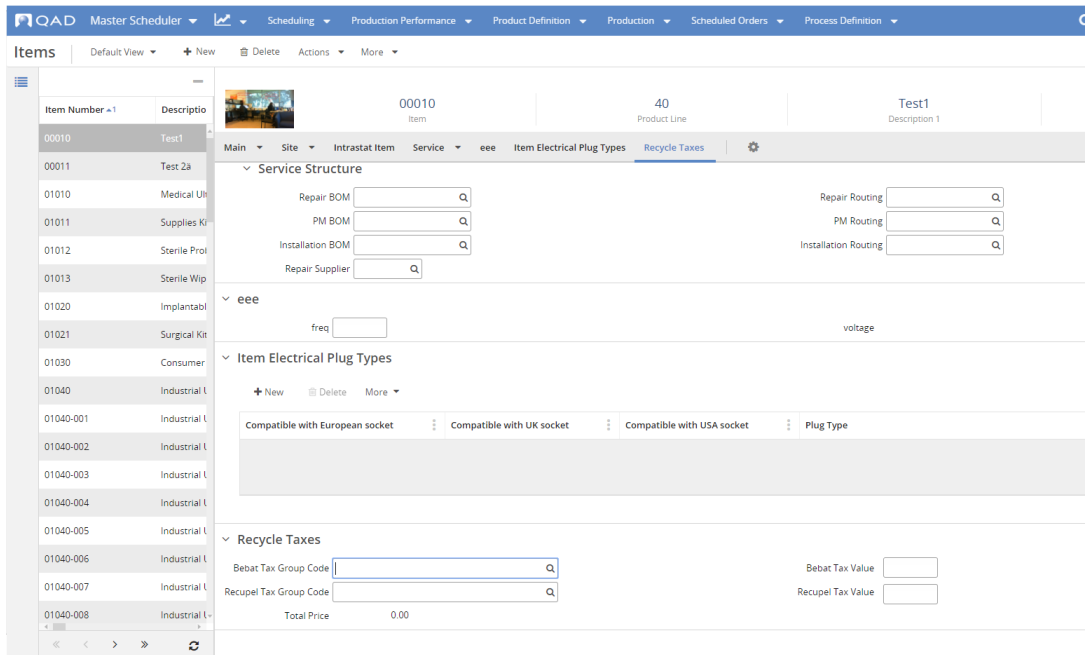 QAD Master Scheduler Scheduling Production Performance Product Definition Production Scheduled Orders Process Definition
Items Default View New Delete Actions More
Item Number 1 Descriptio
00010 Test1
00011 Test 2ä
01010 Medical Ult
01011 Supplies Ki
01012 Sterile Prol
01013 Sterile Wip
01020 Implantabl
01021 Surgical Kit
01030 Consumer
01040 Industrial U
01040-001 Industrial U
01040-002 Industrial U
01040-003 Industrial U
01040-004 Industrial U
01040-005 Industrial U
01040-006 Industrial U
01040-007 Industrial U
01040-008 Industrial U
00010 40 Test1
Item Product Line Description 1
Main Site Intrastat Item Service eee Item Electrical Plug Types Recycle Taxes
Service Structure
Repair BOM Repair Routing
PM BOM PM Routing
Installation BOM Installation Routing
Repair Supplier
eee
freq voltage
Item Electrical Plug Types
New Delete More
Compatible with European socket Compatible with UK socket Compatible with USA socket Plug Type
Recycle Taxes
Bebat Tax Group Code Bebat Tax Value
Recupel Tax Group Code Recupel Tax Value
Total Price 0.00